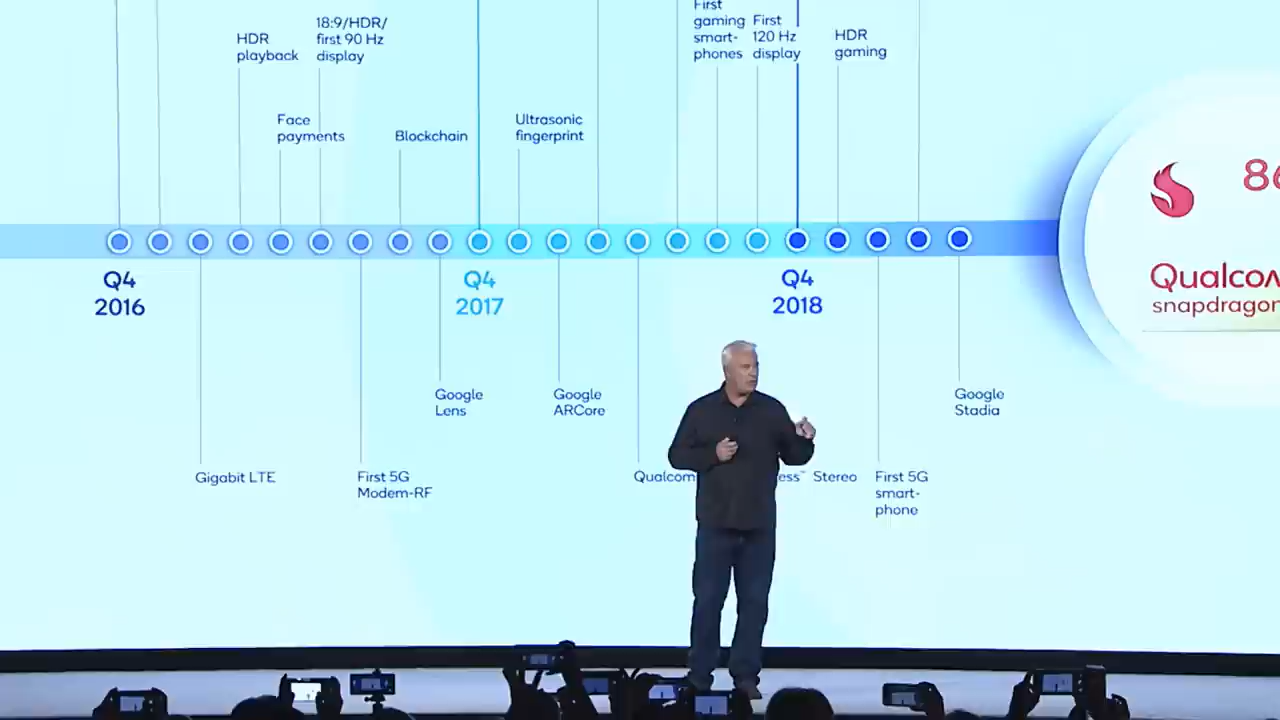 First
gaming
smart-
phones
First
120 Hz
display
18:9/HDR/
first 90 Hz
display
HDR
playback
HDR
gaming
Face
payments
Blockchain
Ultrasonic
fingerprint
Q4
2016
Q4
2017
Q4
2018
Qualcom
snapdragon
Google
Lens
Google
ARCore
Google
Stadia
Gigabit LTE
First 5G
Modem-RF
Qualcom
ess™ Stereo
First 5G
smart-
phone